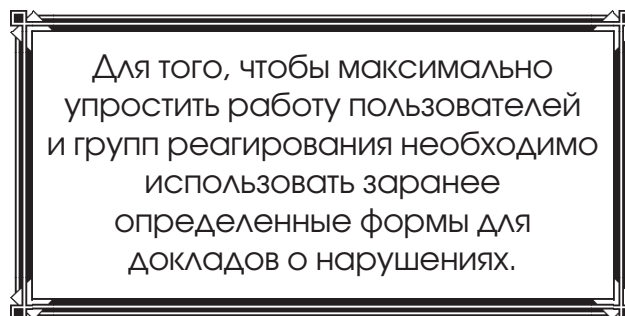 Для того, чтобы максимально
упростить работу пользователей
и групп реагирования необходимо
использовать заранее
определенные формы для
докладов о нарушениях.